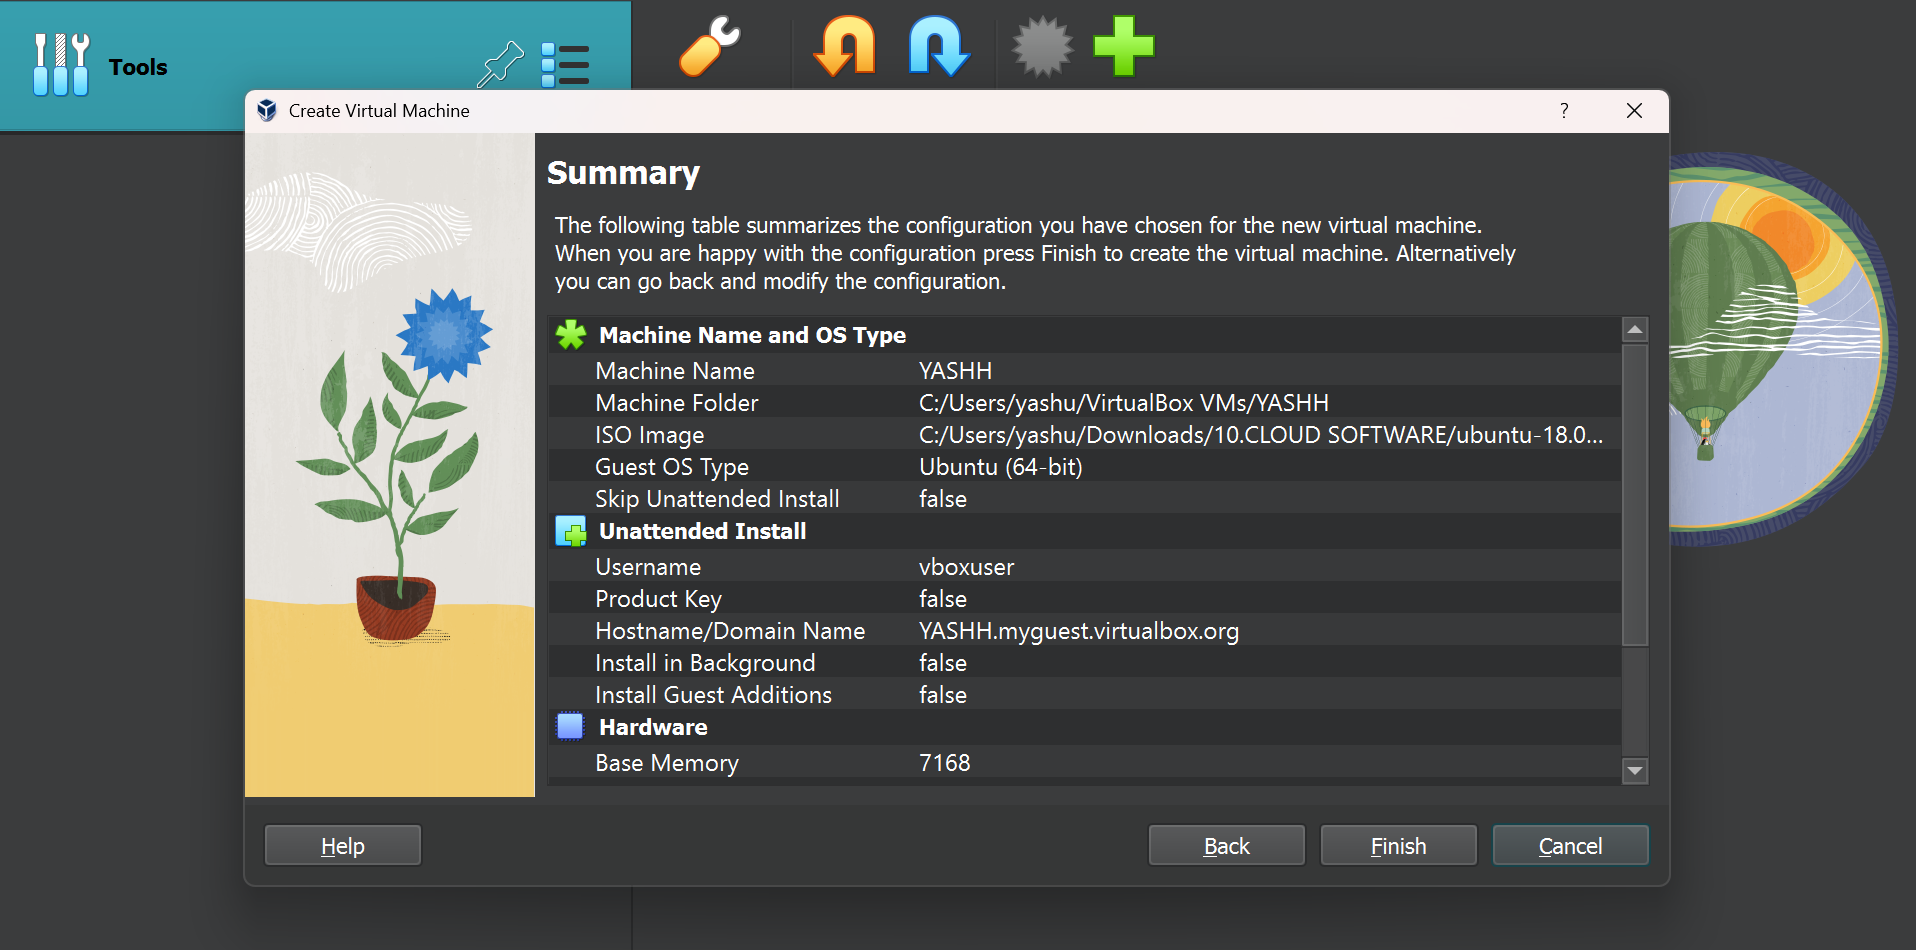 Tools
Create Virtual Machine
?
Summary
The following table summarizes the configuration you have chosen for the new virtual machine.
When you are happy with the configuration press Finish to create the virtual machine. Alternatively
you can go back and modify the configuration.
Machine Name and OS Type
Machine Name YASHH
Machine Folder C:/Users/yashu/VirtualBox VMs/YASHH
ISO Image C:/Users/yashu/Downloads/10.CLOUD SOFTWARE/ubuntu-18.0...
Guest OS Type Ubuntu (64-bit)
Skip Unattended Install false
Unattended Install
Username vboxuser
Product Key false
Hostname/Domain Name YASHH.myguest.virtualbox.org
Install in Background false
Install Guest Additions false
Hardware
Base Memory 7168
Help Back Finish Cancel